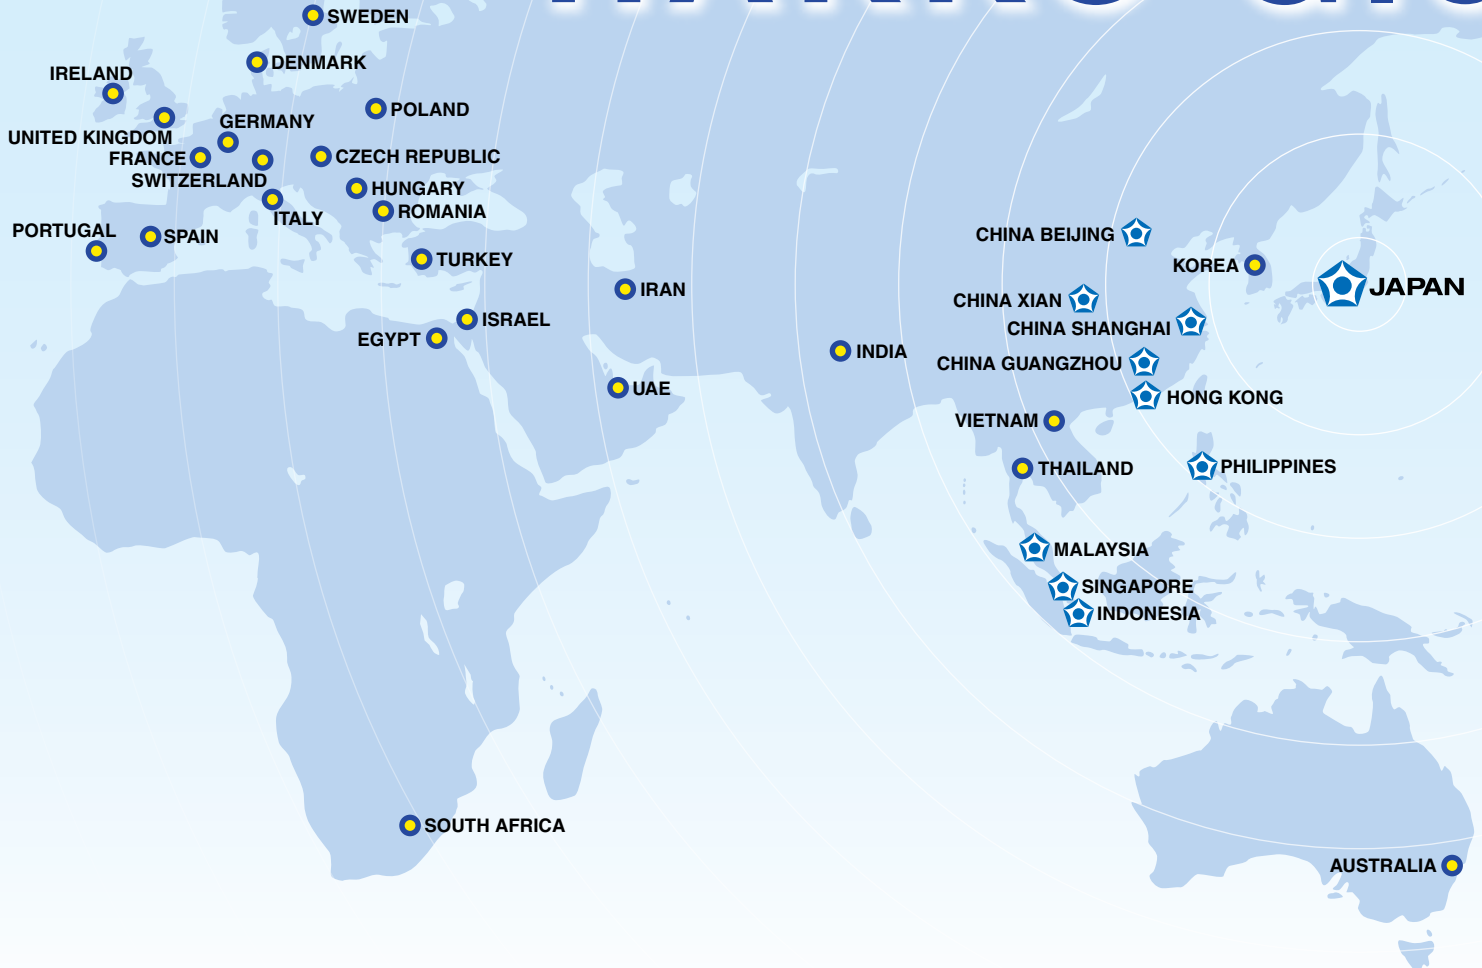 SWEDEN
DENMARK
IRELAND
POLAND
GERMANY
UNITED KINGDOM
FRANCE
CZECH REPUBLIC
SWITZERLAND
HUNGARY
ROMANIA
ITALY
PORTUGAL
SPAIN
TURKEY
CHINA BEIJING
KOREA
JAPAN
IRAN
CHINA XIAN
ISRAEL
CHINA SHANGHAI
EGYPT
INDIA
CHINA GUANGZHOU
UAE
HONG KONG
VIETNAM
THAILAND
PHILIPPINES
MALAYSIA
SINGAPORE
INDONESIA
SOUTH AFRICA
AUSTRALIA